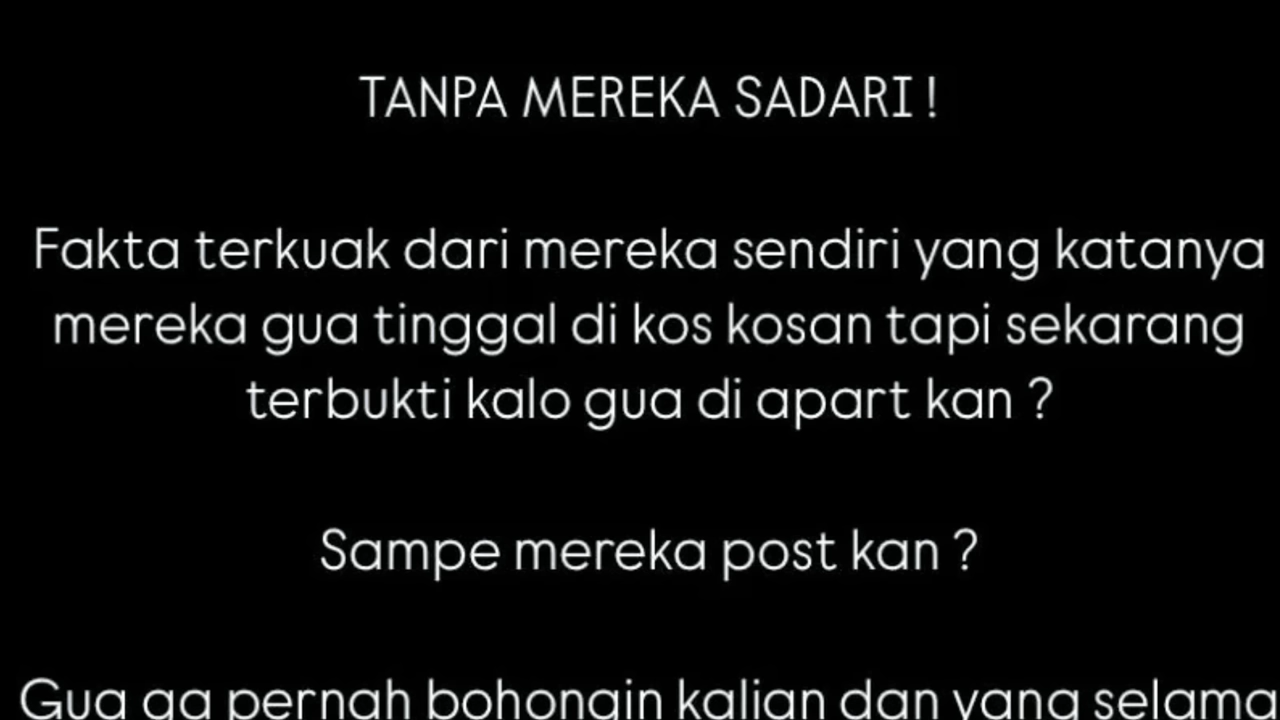 TANPA MEREKA SADARI !
Fakta terkuak dari mereka sendiri yang katanya
mereka gua tinggal di kos kosan tapi sekarang
terbukti kalo gua di apart kan ?
Sampe mereka post kan ?
Gua ga pernah bohongin kalian dan yang selama